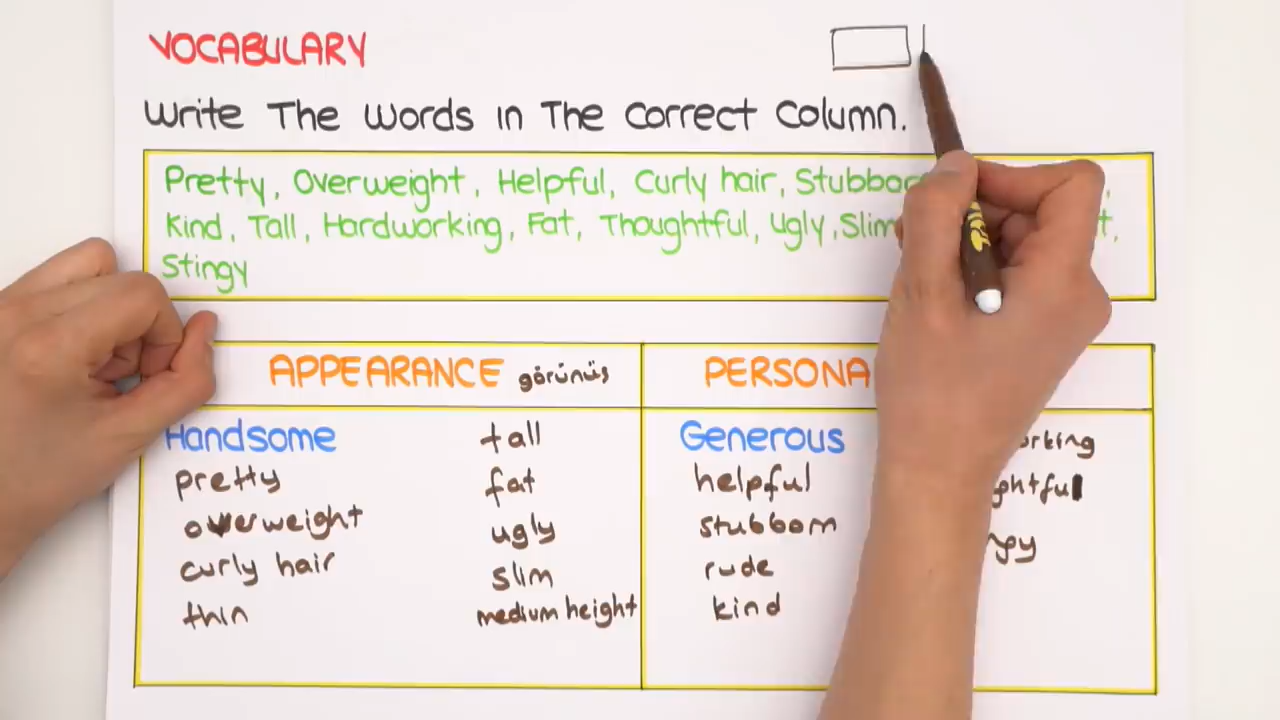 VOCABULARY
Write The Words in The Correct Column.
Pretty, Overweight, Helpful, Curly hair,
Kind, Tall, Hardworking, Fat, Thoughtful, ugly, Slim
Stingy
APPEARANCE görünüş
PERSONA
Handsome
pretty
overweight
curly hair
thin
tall
fat
ugly
slim
medium height
Generous
helpful
stubborn
rude
kind